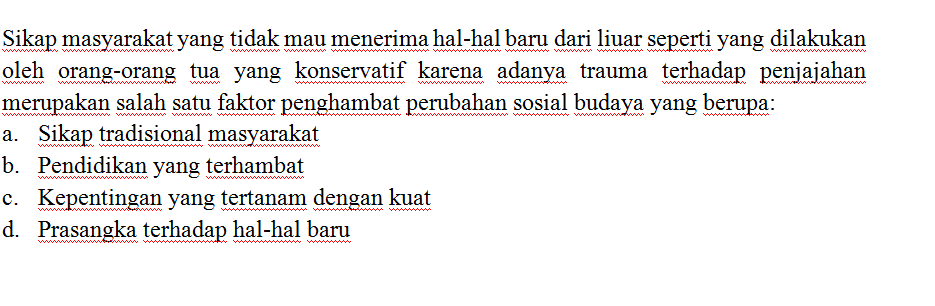 Sikap masyarakat yang tidak mau menerima hal-hal baru dari liuar seperti yang dilakukan
oleh orang-orang tua yang konservatif karena adanya trauma terhadap penjajahan
merupakan salah satu faktor penghambat perubahan sosial budaya yang berupa:
a. Sikap tradisional masyarakat
b. Pendidikan yang terhambat
c. Kepentingan yang tertanam dengan kuat
d. Prasangka terhadap hal-hal baru